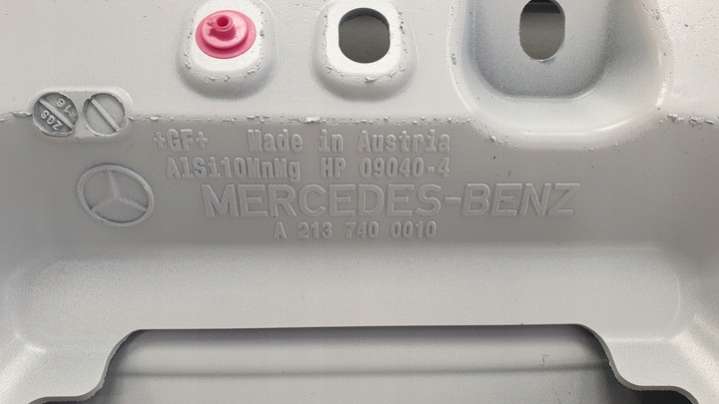 +GF+ Made in Austria
AlSi10MnMg HP 09040-4
MERCEDES-BENZ
A 213 740 0010